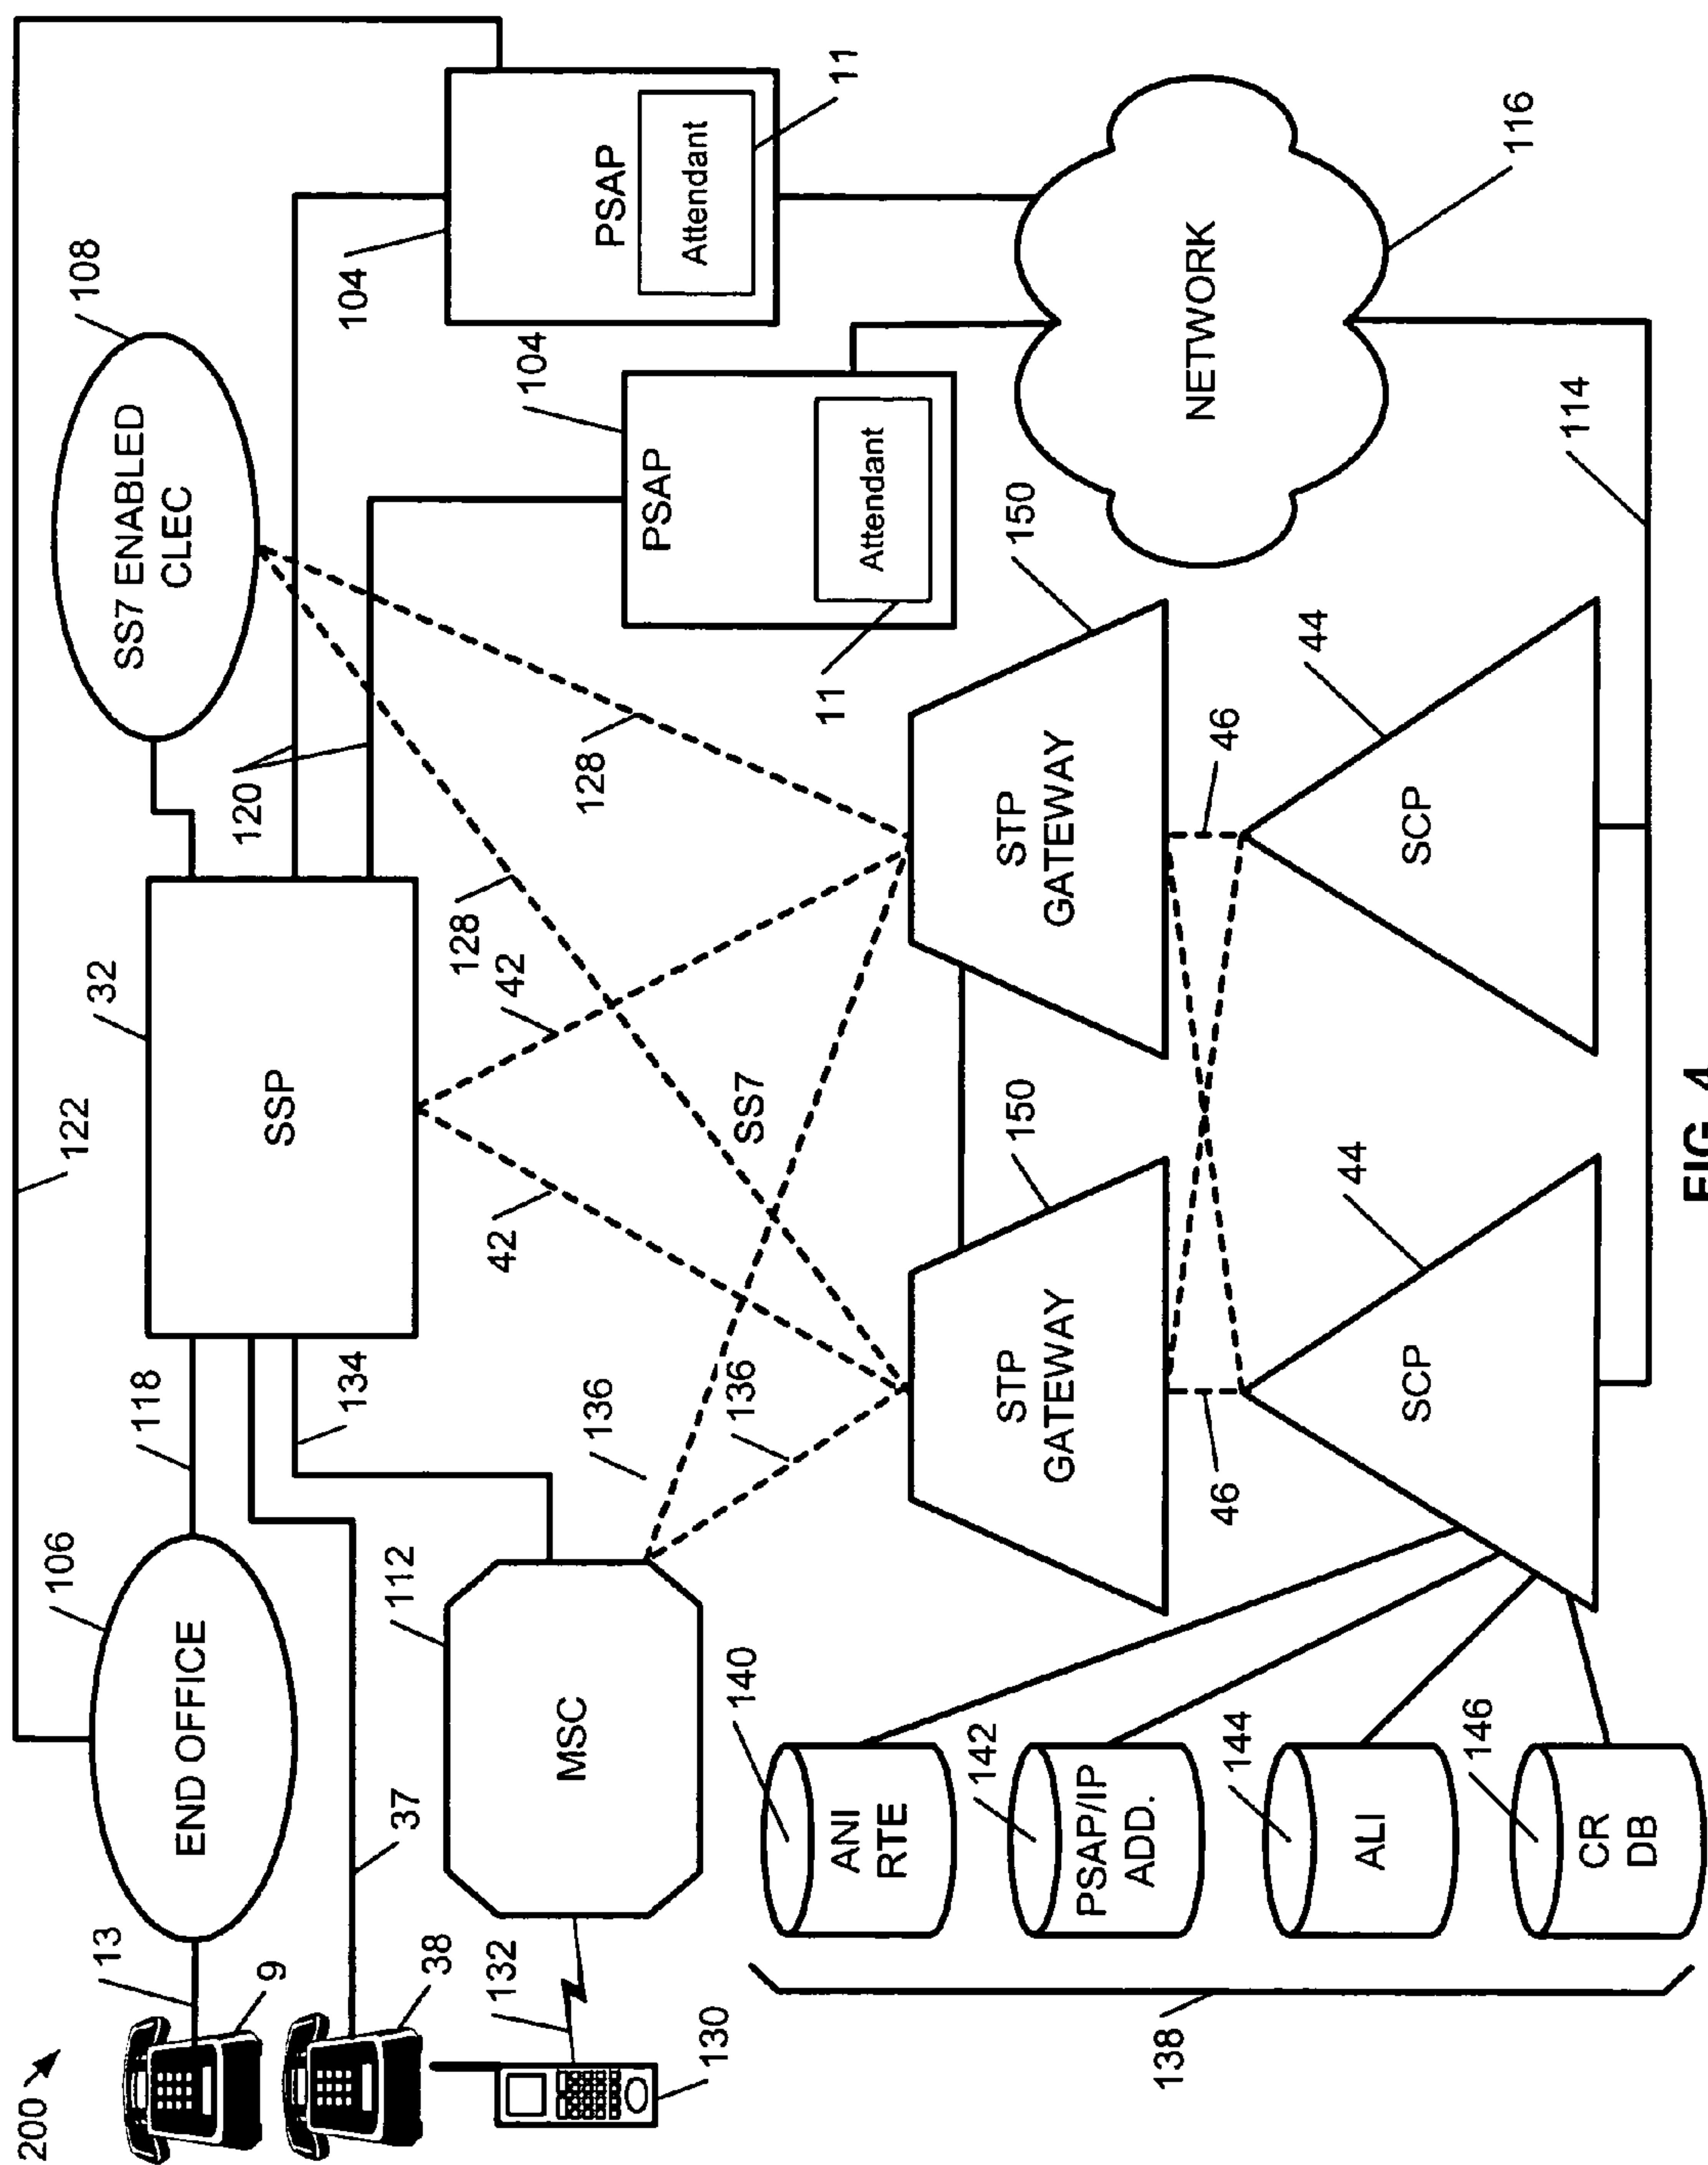 200
13
9
38
37
132
130
END OFFICE
106
118
122
134
SSP
32
SS7 ENABLED
CLEC
108
120
104
PSAP
Attendant
11
104
PSAP
Attendant
11
MSC
112
136
136
42
42
128
128
SS7
STP
GATEWAY
150
STP
GATEWAY
150
46
46
SCP
44
SCP
44
NETWORK
116
114
140
ANI
RTE
142
PSAP/IP
ADD.
144
ALI
146
CR
DB
138
FIG. 4